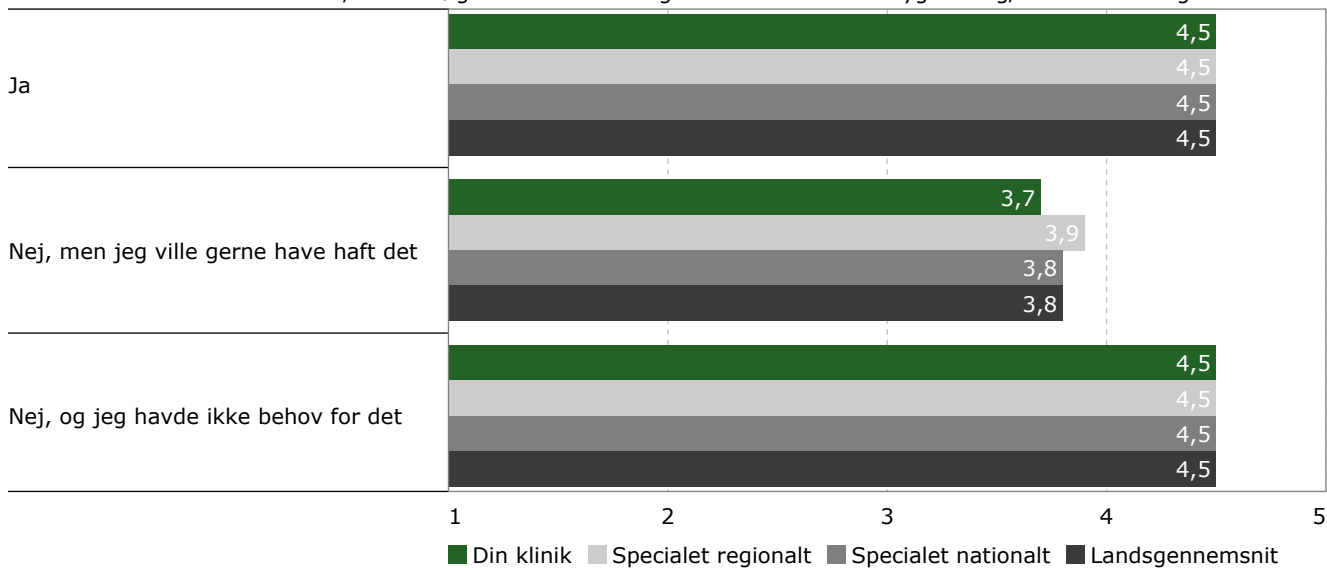 4,5
4,5
Ja
4,5
4,5
3,7
3,9
Nej, men jeg ville gerne have haft det
3,8
3,8
4,5
4,5
Nej, og jeg havde ikke behov for det
4,5
4,5
1 2 3 4 5
Din klinik Specialet regionalt Specialet nationalt Landsgennemsnit